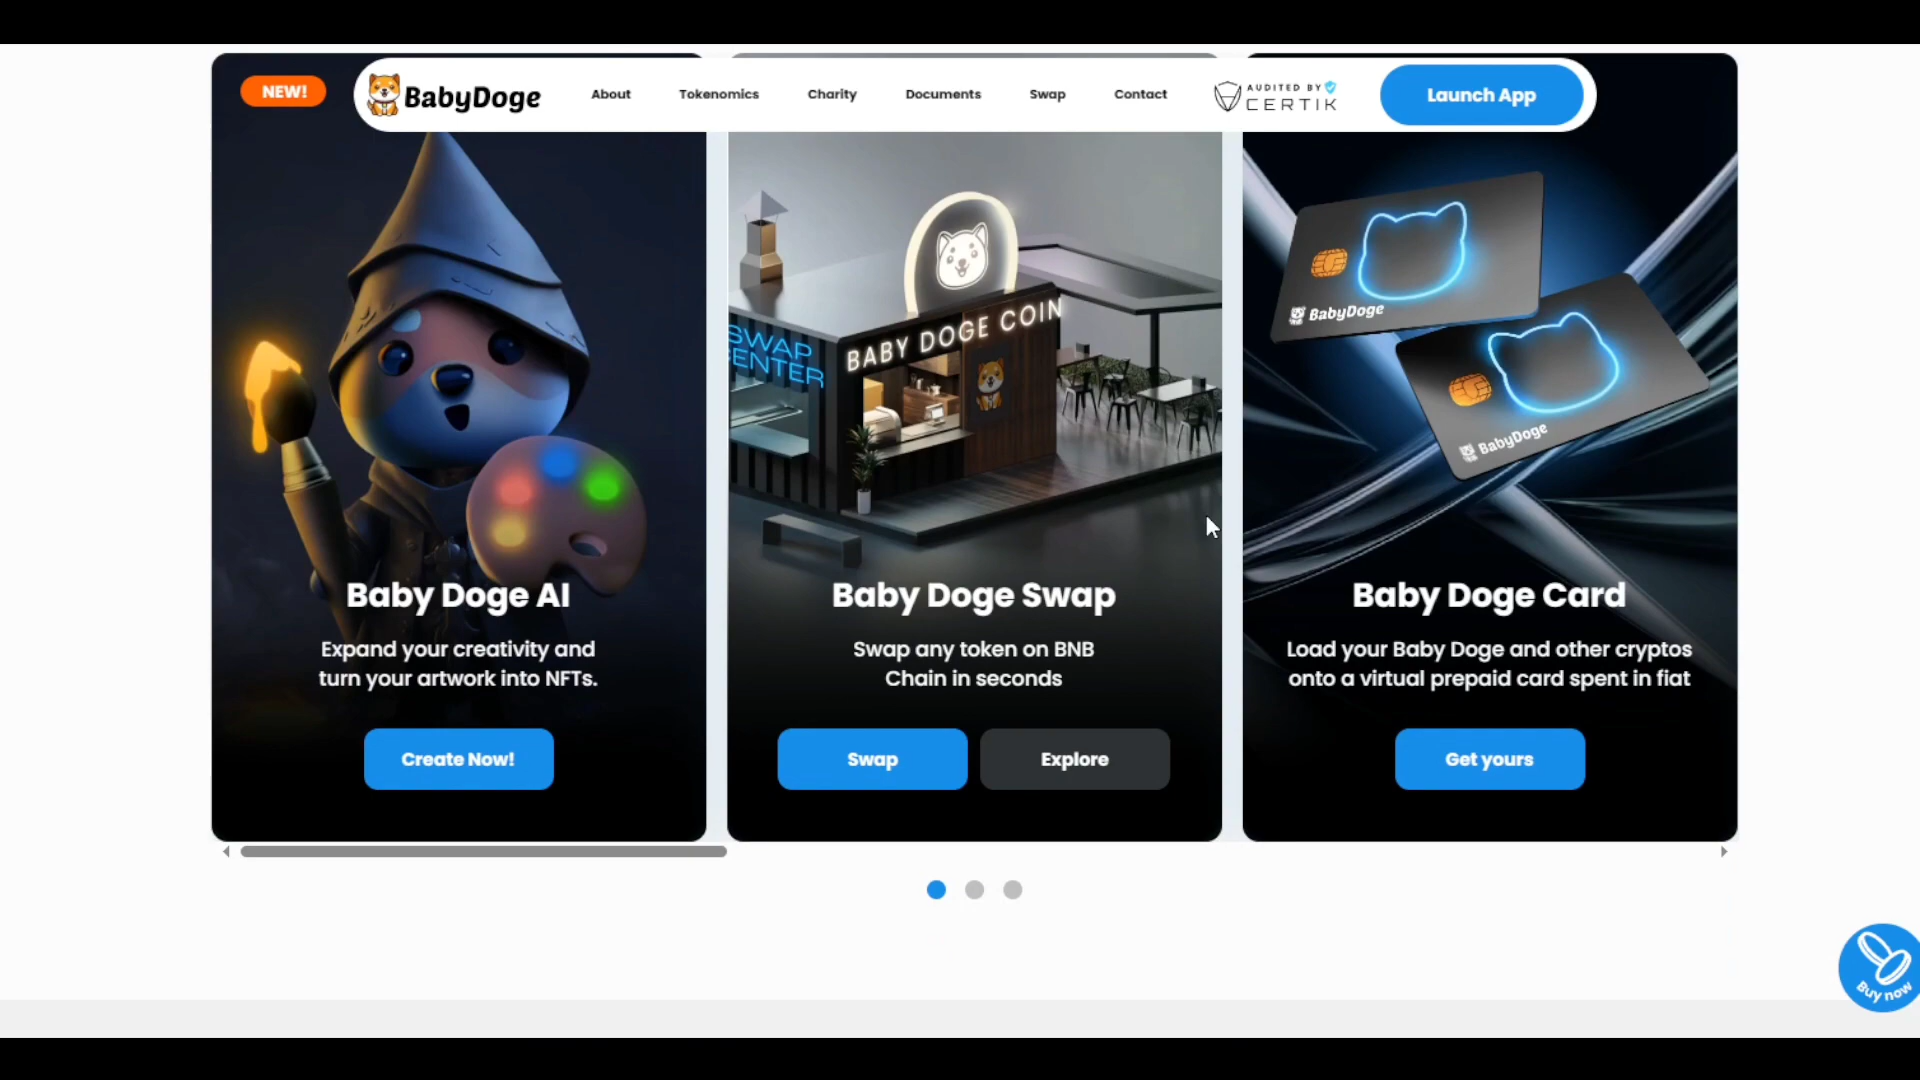 NEW!
BabyDoge
About
Tokenomics
Charity
Documents
Swap
Contact
AUDITED BY
CERTIK
Launch App
SWAP
CENTER
BABY DOGE COIN
BabyDoge
BabyDoge
Baby Doge AI
Expand your creativity and
turn your artwork into NFTs.
Create Now!
Baby Doge Swap
Swap any token on BNB
Chain in seconds
Swap
Explore
Baby Doge Card
Load your Baby Doge and other cryptos
onto a virtual prepaid card spent in fiat
Get yours
Buy now